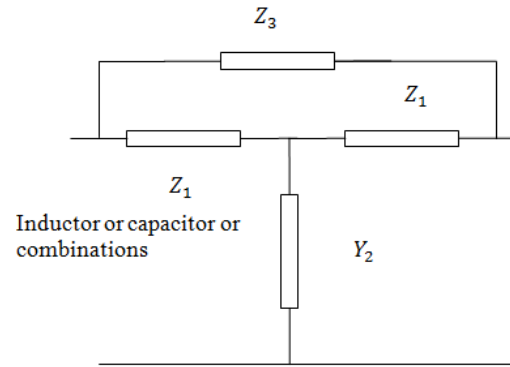 Z₃
Z₁
Z₁
Inductor or capacitor or
combinations
Y₂